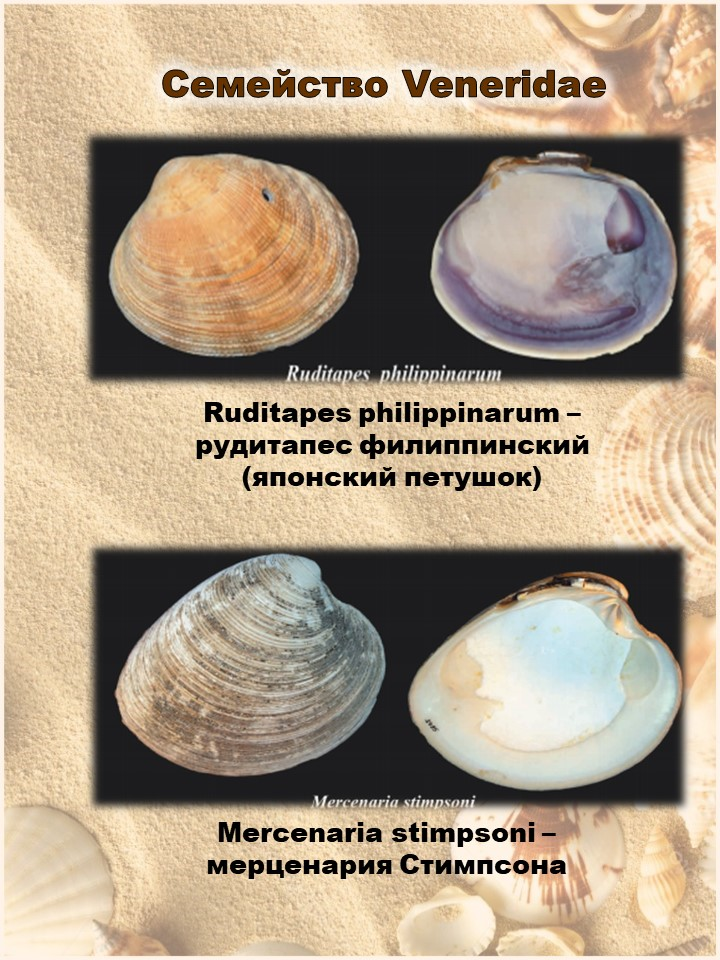 Семейство Veneridae
Ruditapes philippinarum
Ruditapes philippinarum –
рудитапес филиппинский
(японский петушок)
Mercenaria stimpsoni
Mercenaria stimpsoni –
мерценария Стимпсона